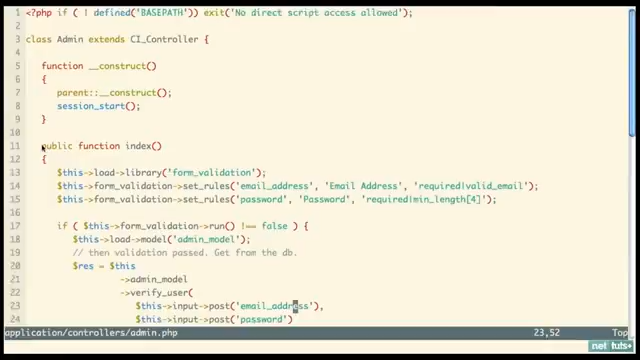 1 <?php if ( ! defined('BASEPATH')) exit('No direct script access allowed');
2
3 class Admin extends CI_Controller {
4
5 function __construct()
6 {
7 parent::__construct();
8 session_start();
9 }
10
11 public function index()
12 {
13 $this->load->library('form_validation');
14 $this->form_validation->set_rules('email_address', 'Email Address', 'required|valid_email');
15 $this->form_validation->set_rules('password', 'Password', 'required|min_length[4]');
16
17 if ( $this->form_validation->run() !== false ) {
18 $this->load->model('admin_model');
19 // then validation passed. Get from the db.
20 $res = $this
21 ->admin_model
22 ->verify_user(
23 $this->input->post('email_address'),
24 $this->input->post('password')
application/controllers/admin.php 23,52 Top
nettuts+